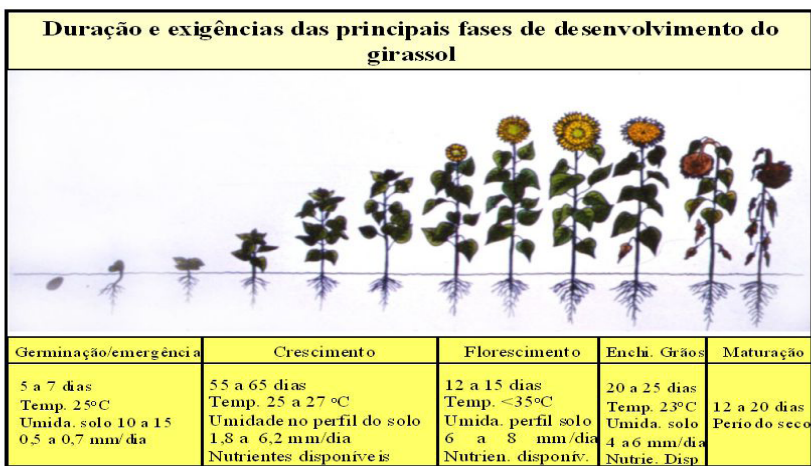 Duração e exigências das principais fases de desenvolvimento do
girassol
Germinação/emergência
5 a 7 dias
Temp. 25°C
Umida. solo 10 a 15
0,5 a 0,7 mm/dia
Crescimento
55 a 65 dias
Temp. 25 a 27 °C
Umidade no perfil do solo
1,8 a 6,2 mm/dia
Nutrientes disponíveis
Florescimento
12 a 15 dias
Temp. <35°C
Umida. perfil solo
6 a 8 mm/dia
Nutrien. disponív.
Enchi. Grãos
20 a 25 dias
Temp. 23°C
Umida. solo
4 a 6 mm/dia
Nutrie. Disp
Maturação
12 a 20 dias
Período seco